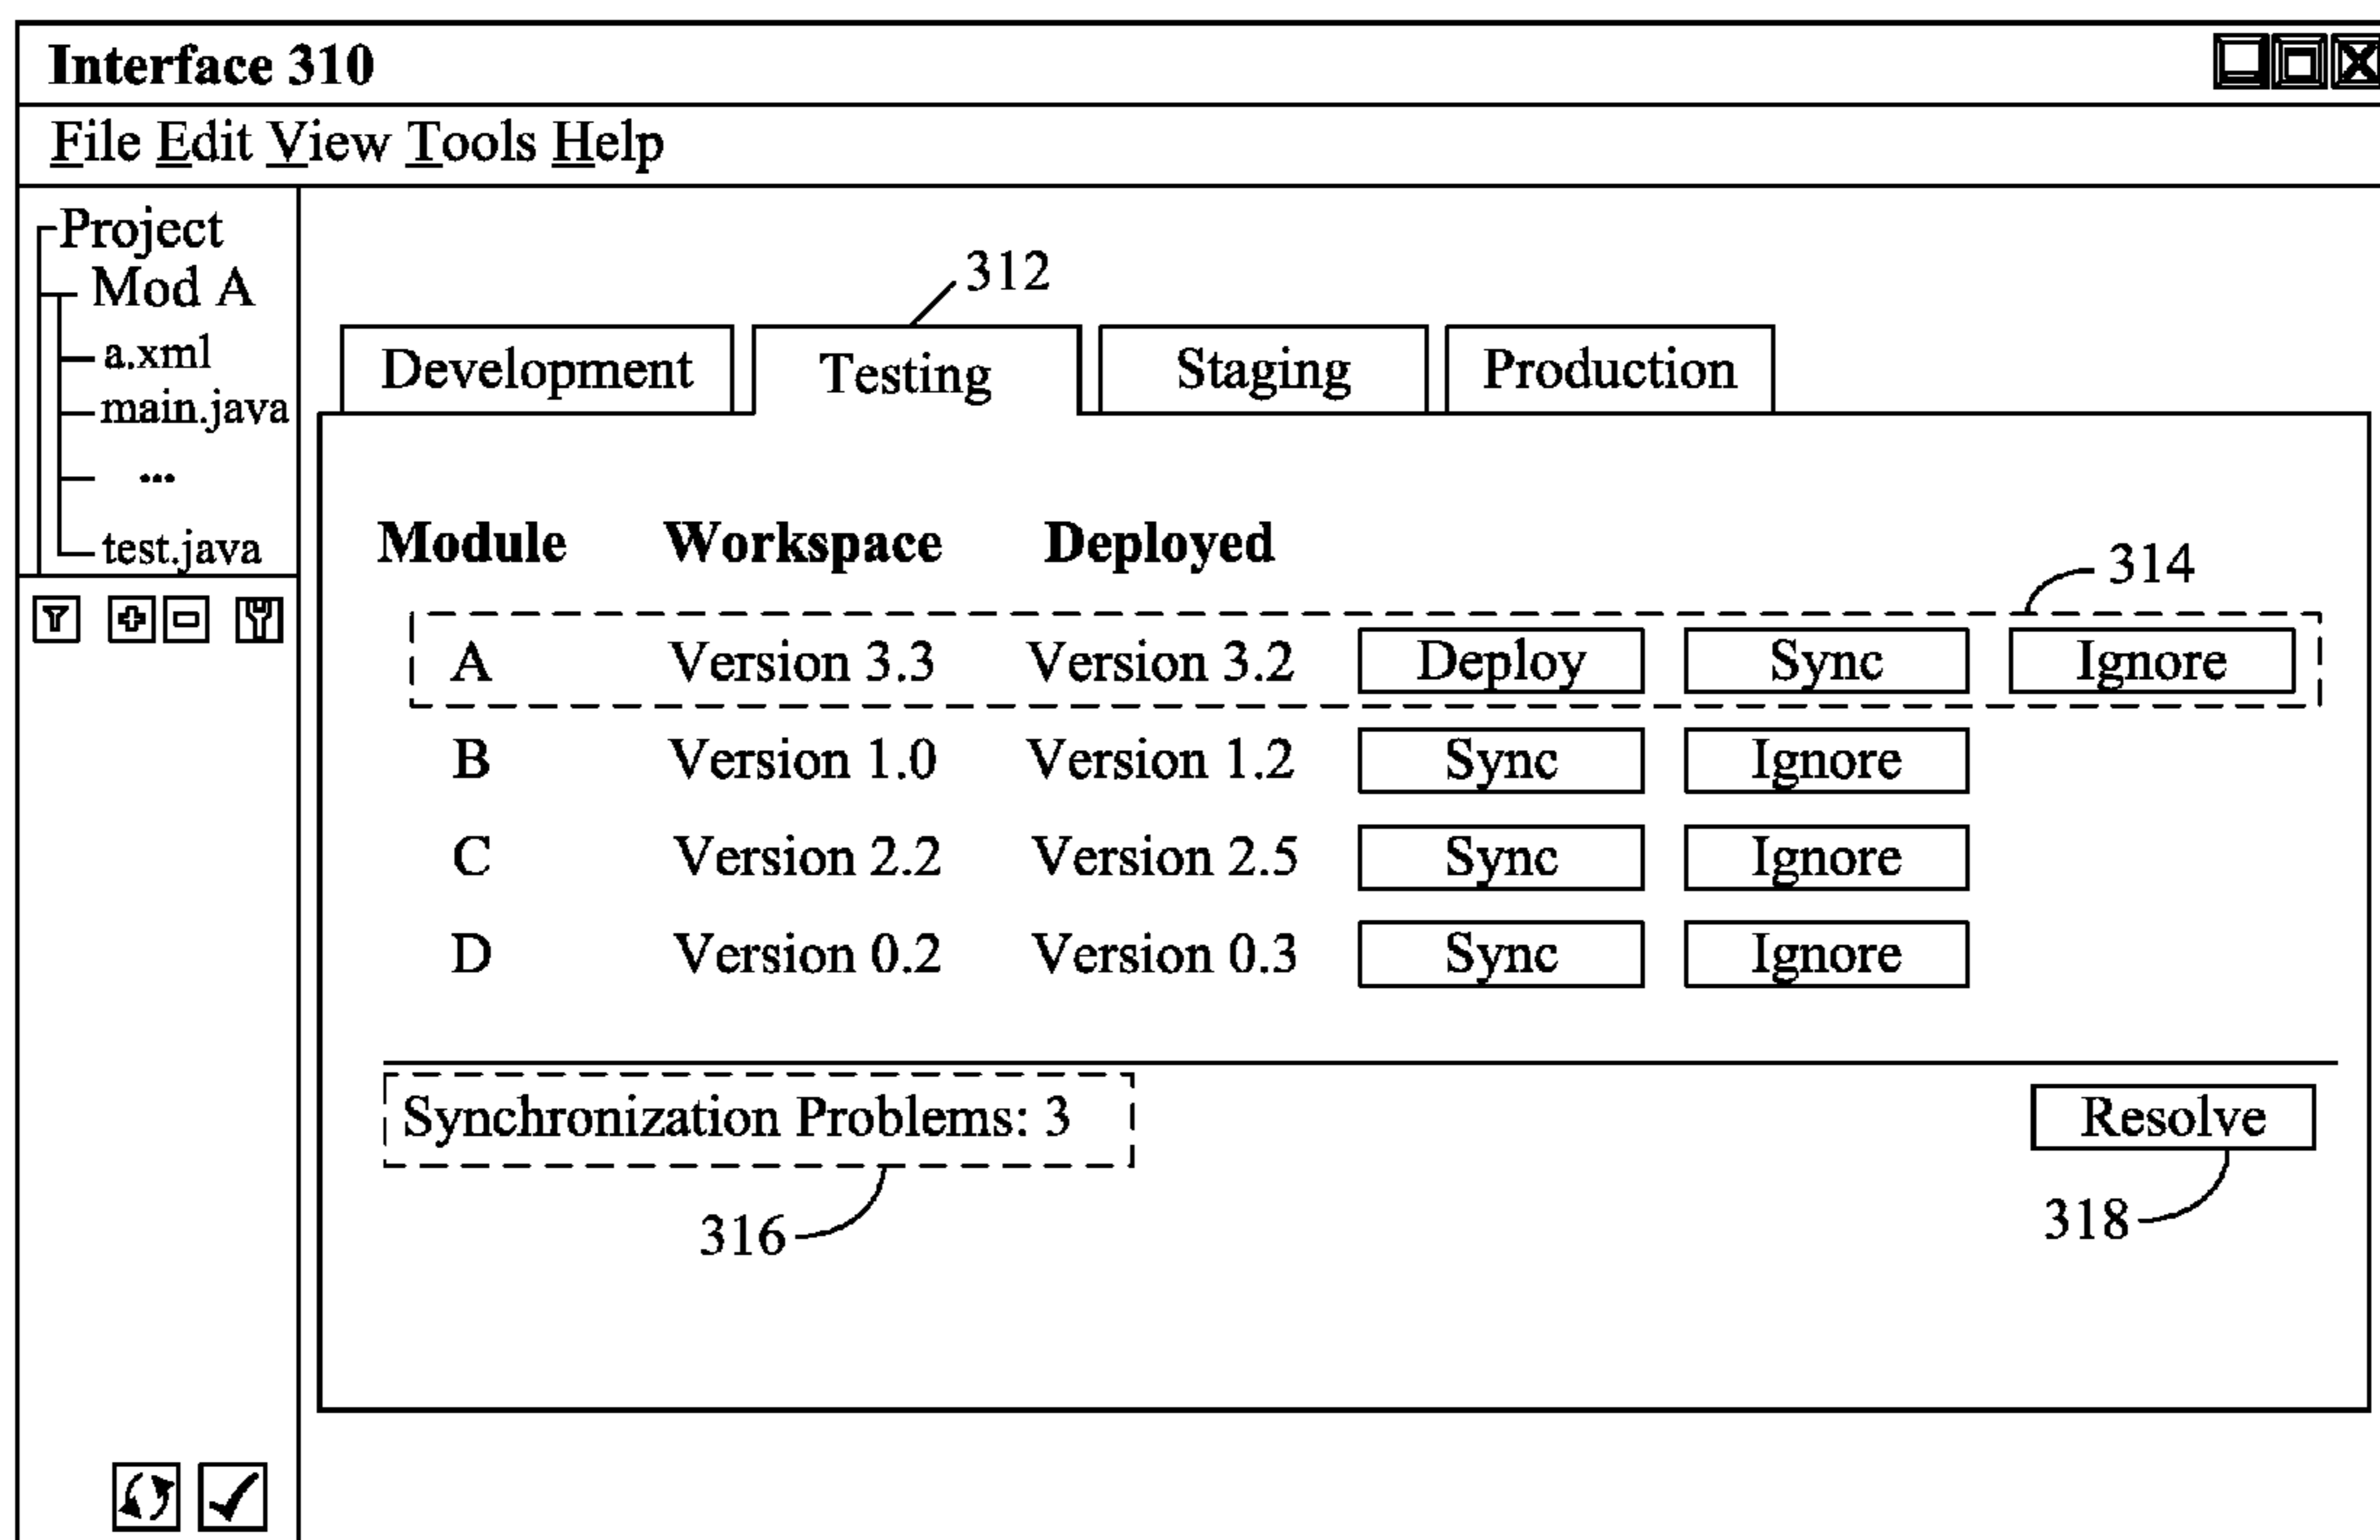 Interface 310
File Edit View Tools Help
Project
Mod A
a.xml
main.java
...
test.java
312
Development Testing Staging Production
Module Workspace Deployed
314
A Version 3.3 Version 3.2 Deploy Sync Ignore
B Version 1.0 Version 1.2 Sync Ignore
C Version 2.2 Version 2.5 Sync Ignore
D Version 0.2 Version 0.3 Sync Ignore
Synchronization Problems: 3 Resolve
316 318